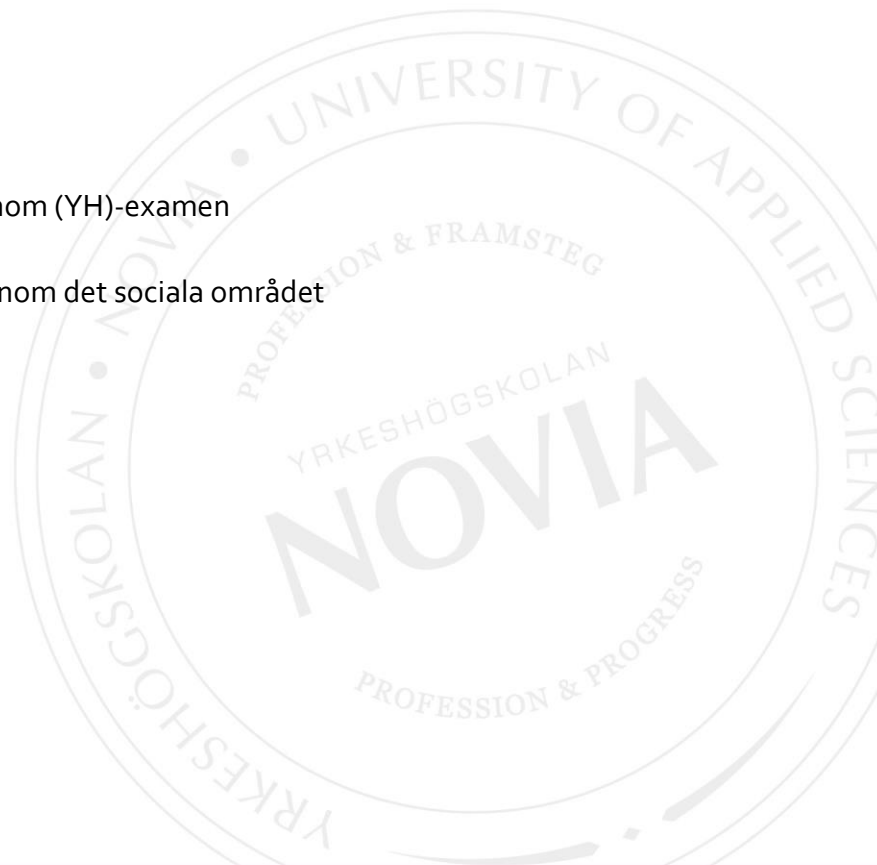 nom (YH)-examen
nom det sociala området
YRKESHÖGSKOLAN • NOVIA • UNIVERSITY OF APPLIED SCIENCES •
PROFESSION & FRAMSTEG
YRKESHÖGSKOLAN
NOVIA
PROFESSION & PROGRESS